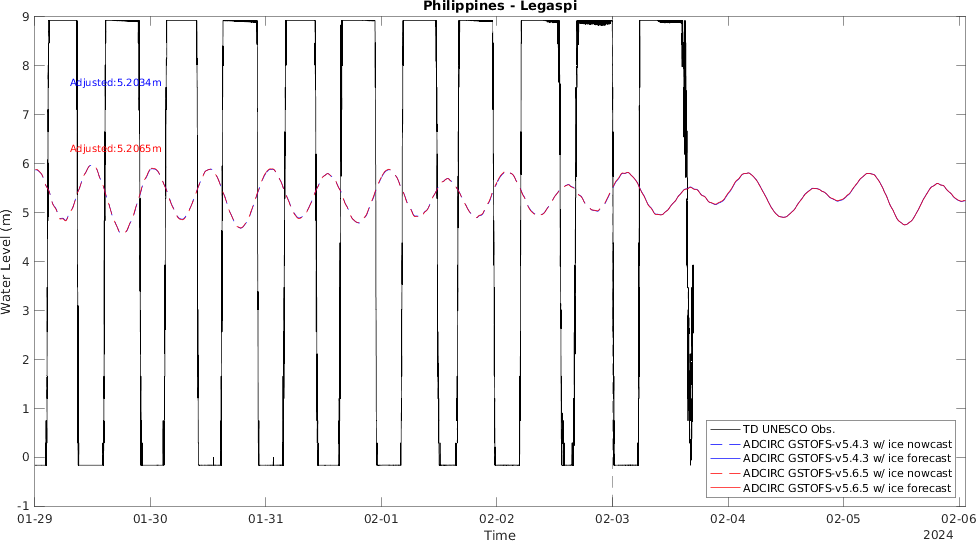 Philippines - Legaspi
9
8
7
6
5
4
3
2
1
0
-1
Water Level (m)
Adjusted:5.2034m
Adjusted:5.2065m
TD UNESCO Obs.
ADCIRC GSTOFS-v5.4.3 w/ ice nowcast
ADCIRC GSTOFS-v5.4.3 w/ ice forecast
ADCIRC GSTOFS-v5.6.5 w/ ice nowcast
ADCIRC GSTOFS-v5.6.5 w/ ice forecast
01-29 01-30 01-31 02-01 02-02 02-03 02-04 02-05 02-06
Time
2024